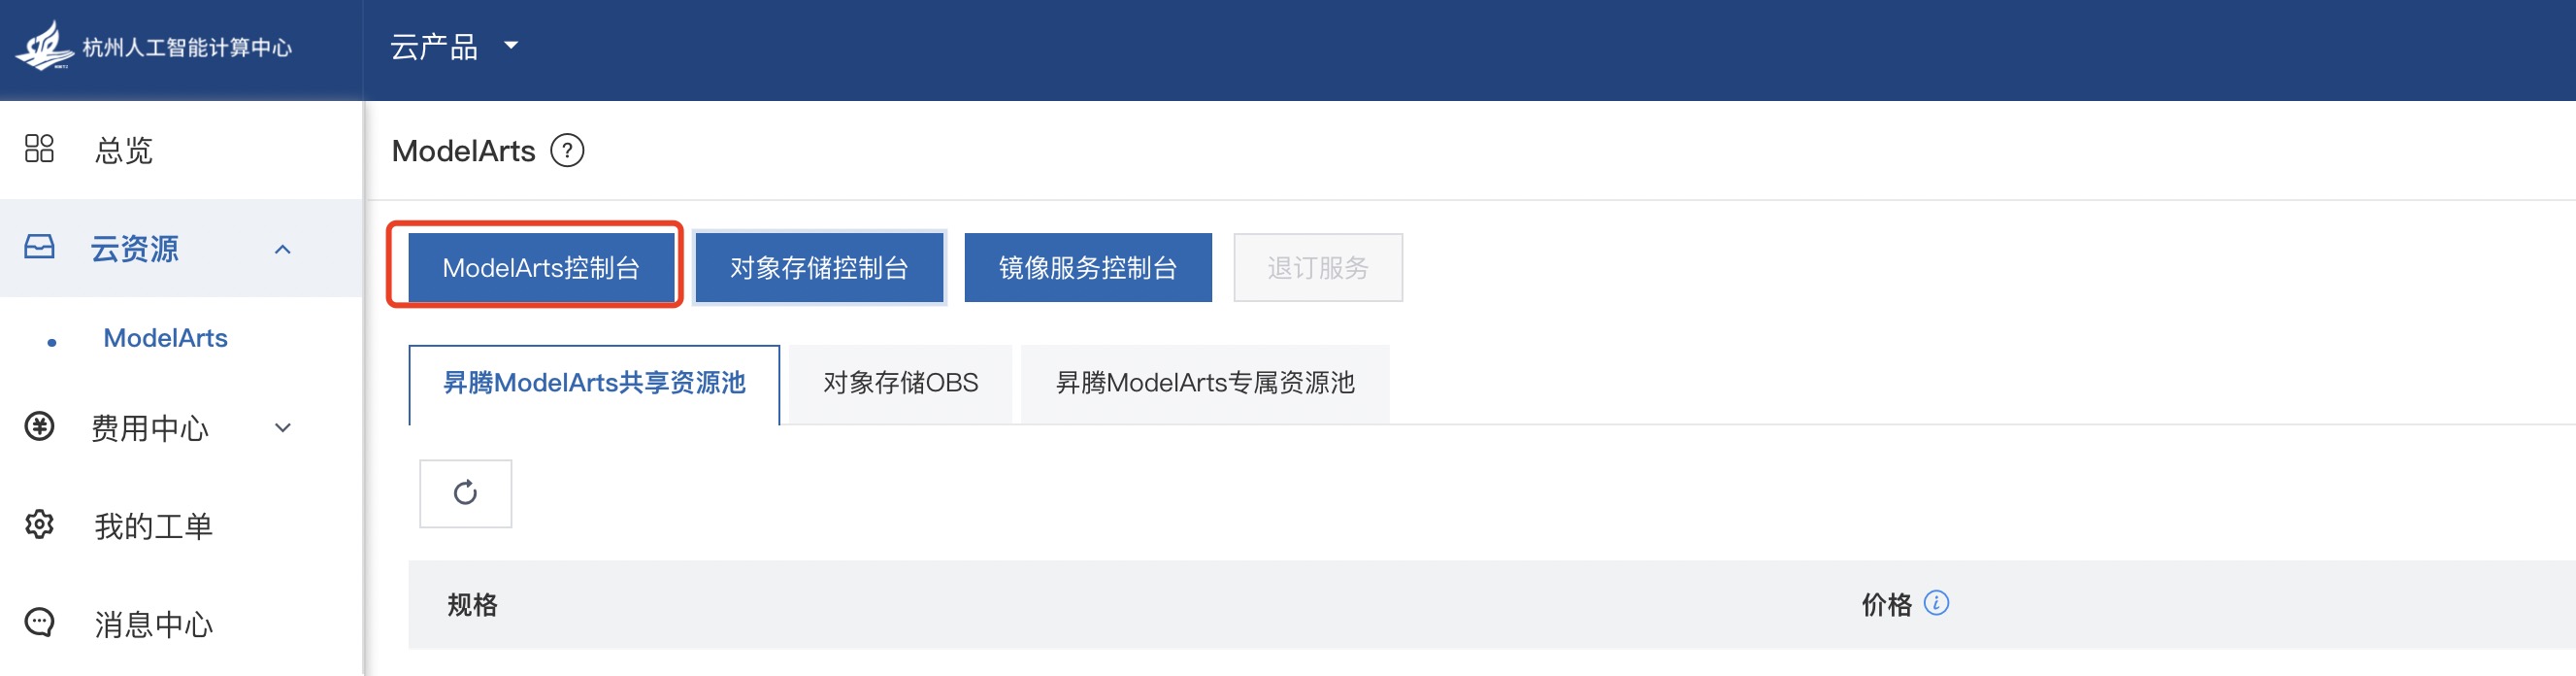 杭州人工智能计算中心
云产品
总览
云资源
ModelArts
费用中心
我的工单
消息中心
ModelArts ?
ModelArts控制台 对象存储控制台 镜像服务控制台 退订服务
昇腾ModelArts共享资源池 对象存储OBS 昇腾ModelArts专属资源池
规格 价格